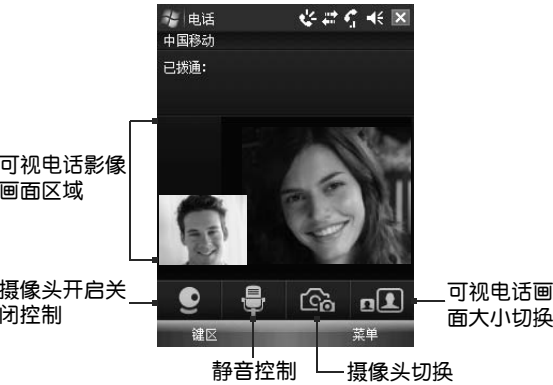 电话
中国移动
已拨通：
可视电话影像
画面区域
摄像头开启关
闭控制
可视电话画
面大小切换
键区
菜单
静音控制
摄像头切换